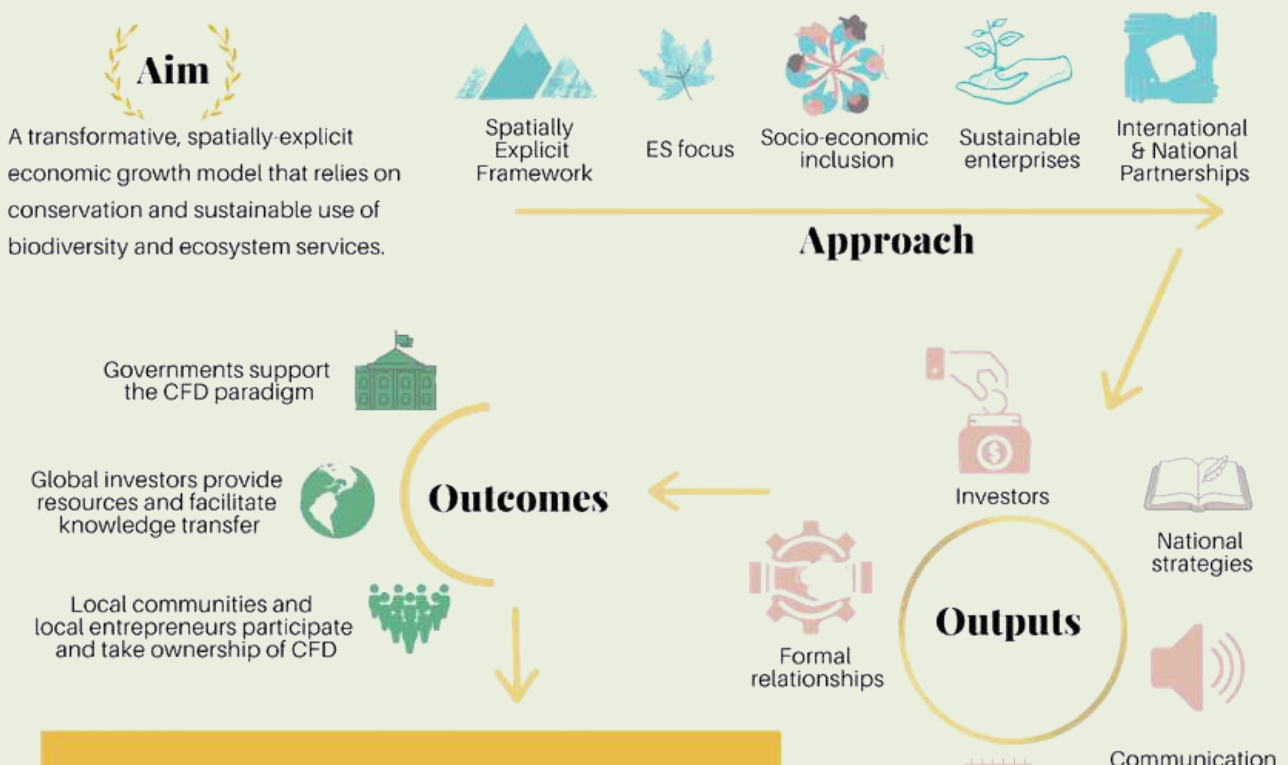 Aim
A transformative, spatially-explicit
economic growth model that relies on
conservation and sustainable use of
biodiversity and ecosystem services.
Spatially
Explicit
Framework
ES focus
Socio-economic
inclusion
Sustainable
enterprises
International
& National
Partnerships
Approach
Governments support
the CFD paradigm
Global investors provide
resources and facilitate
knowledge transfer
Local communities and
local entrepreneurs participate
and take ownership of CFD
Outcomes
Investors
National
strategies
Formal
relationships
Outputs
Communication